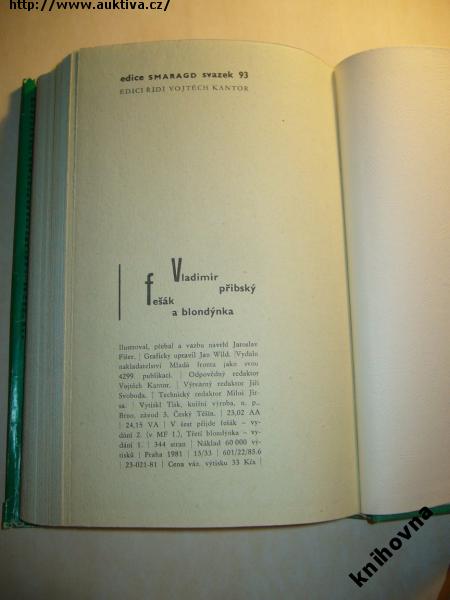 http://www.auktiva.cz/
edice SMARAGD svazek 93
EDICI ŘÍDÍ VOJTĚCH KANTOR
Vladimír
přibský
fešák
a blondýnka
Ilustroval, přebal a vazbu navrhl Jaroslav
Fišer. | Graficky upravil Jan Wild. | Vydalo
nakladatelství Mladá fronta jako svou
4299. publikaci. | Odpovědný redaktor
Vojtěch Kantor. | Výtvarný redaktor Jiří
Svoboda. | Technický redaktor Miloš Jir-
sa. | Vytiskl Tisk, knižní výroba, n. p.,
Brno, závod 3, Český Těšín. | 23,02 AA
| 24,15 VA | V šest přijde fešák – vy-
dání 2. (v MF 1.), Třetí blondýnka – vy-
dání 1. | 344 stran | Náklad 60 000 vý-
tisků | Praha 1981 | 13/33 | 601/22/85.6
| 23-021-81 | Cena váz. výtisku 33 Kčs |
knihovna